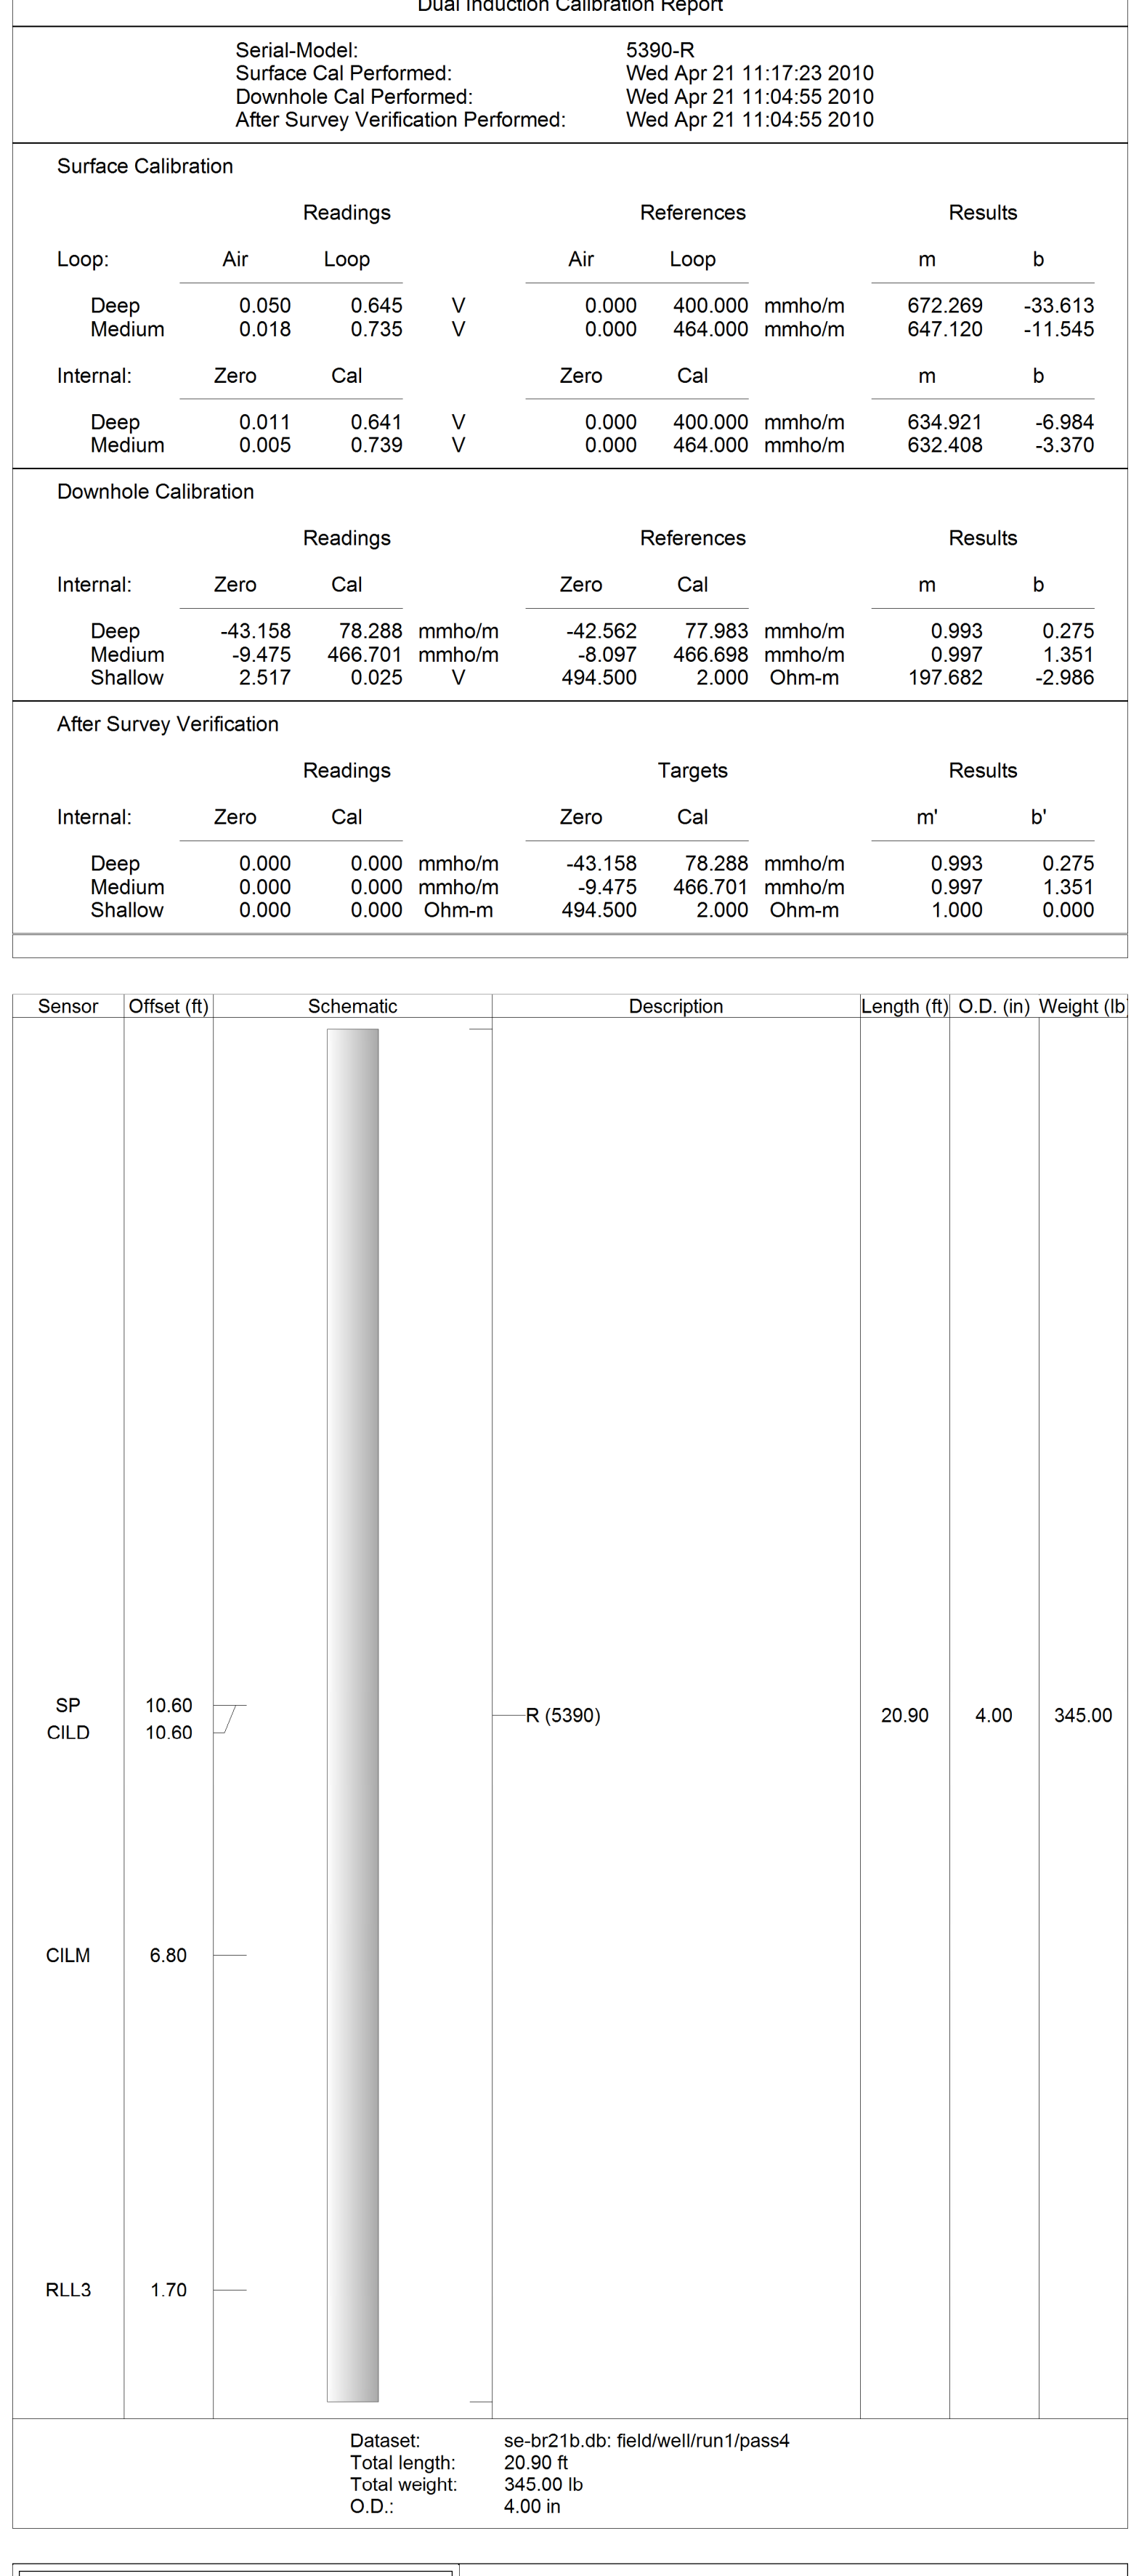 Dual Induction Calibration Report
Serial-Model: 5390-R
Surface Cal Performed: Wed Apr 21 11:17:23 2010
Downhole Cal Performed: Wed Apr 21 11:04:55 2010
After Survey Verification Performed: Wed Apr 21 11:04:55 2010
Surface Calibration
Readings References Results
Loop: Air Loop Air Loop m b
Deep 0.050 0.645 V 0.000 400.000 mmho/m 672.269 -33.613
Medium 0.018 0.735 V 0.000 464.000 mmho/m 647.120 -11.545
Internal: Zero Cal Zero Cal m b
Deep 0.011 0.641 V 0.000 400.000 mmho/m 634.921 -6.984
Medium 0.005 0.739 V 0.000 464.000 mmho/m 632.408 -3.370
Downhole Calibration
Readings References Results
Internal: Zero Cal Zero Cal m b
Deep -43.158 78.288 mmho/m -42.562 77.983 mmho/m 0.993 0.275
Medium -9.475 466.701 mmho/m -8.097 466.698 mmho/m 0.997 1.351
Shallow 2.517 0.025 V 494.500 2.000 Ohm-m 197.682 -2.986
After Survey Verification
Readings Targets Results
Internal: Zero Cal Zero Cal m' b'
Deep 0.000 0.000 mmho/m -43.158 78.288 mmho/m 0.993 0.275
Medium 0.000 0.000 mmho/m -9.475 466.701 mmho/m 0.997 1.351
Shallow 0.000 0.000 Ohm-m 494.500 2.000 Ohm-m 1.000 0.000
Sensor Offset (ft) Schematic Description Length (ft) O.D. (in) Weight (lb)
SP 10.60
R (5390) 20.90 4.00 345.00
CILD 10.60
CILM 6.80
RLL3 1.70
Dataset: se-br21b.db: field/well/run1/pass4
Total length: 20.90 ft
Total weight: 345.00 lb
O.D.: 4.00 in